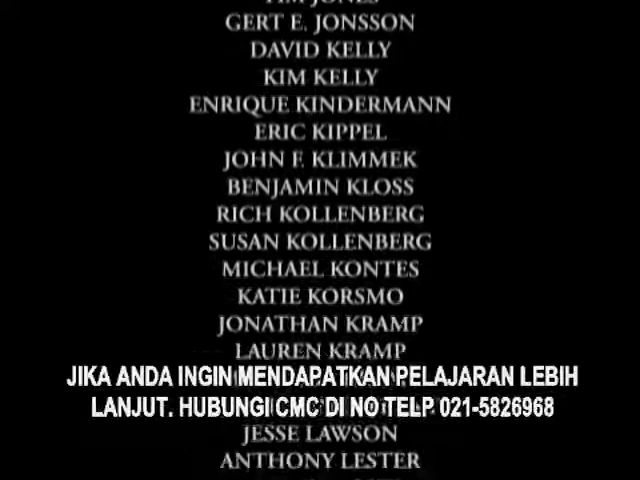 TIM JONES
GERT E. JONSSON
DAVID KELLY
KIM KELLY
ENRIQUE KINDERMANN
ERIC KIPPEL
JOHN F. KLIMMEK
BENJAMIN KLOSS
RICH KOLLENBERG
SUSAN KOLLENBERG
MICHAEL KONTES
KATIE KORSMO
JONATHAN KRAMP
LAUREN KRAMP
JIKA ANDA INGIN MENDAPATKAN PELAJARAN LEBIH
LANJUT. HUBUNGI CMC DI NO TELP 021-5826968
JESSE LAWSON
ANTHONY LESTER